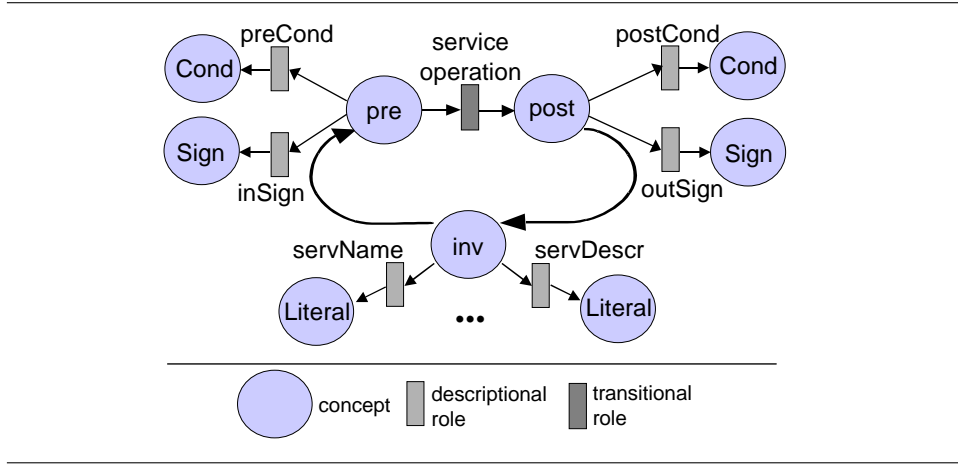 preCond
service
operation
postCond
Cond
pre
post
Cond
Sign
inSign
outSign
Sign
servName
inv
servDescr
Literal
...
Literal
concept
descriptional
role
transitional
role